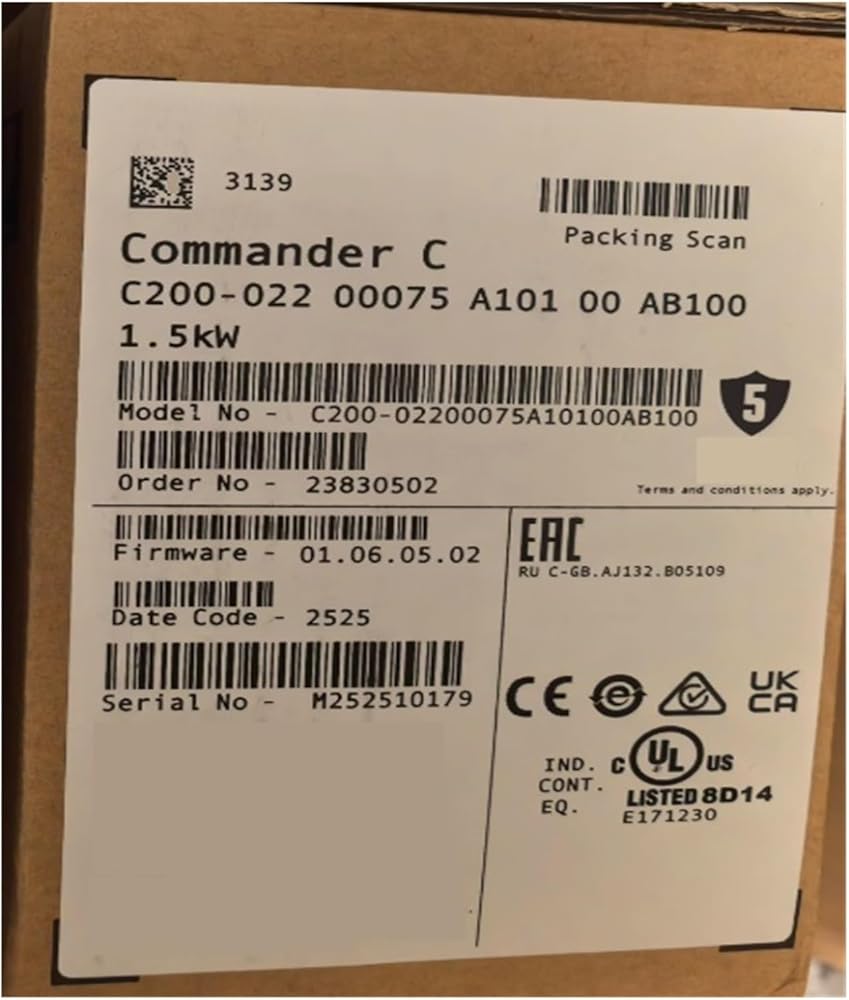 3139
Packing Scan
Commander C
C200-022 00075 A101 00 AB100
1.5kW
Model No - C200-02200075A10100AB100
5
Order No - 23830502
Terms and conditions apply.
Firmware - 01.06.05.02
EAC
RU C-GB.AJ132.B05109
Date Code - 2525
Serial No - M252510179
CE e UK CA
IND. CONT. EQ.
C UL US
LISTED 8D14
E171230